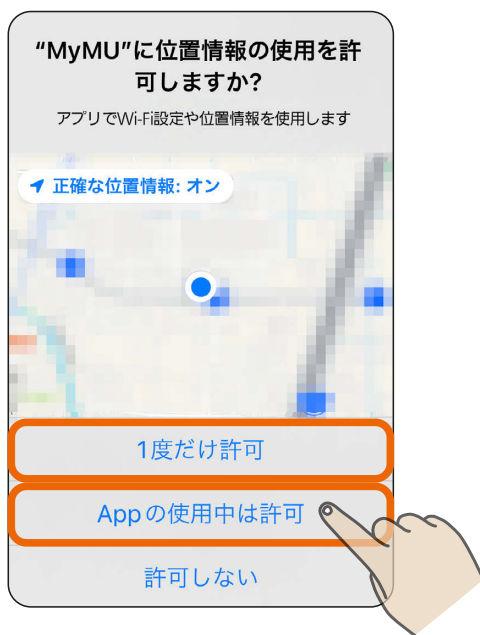 “MyMU”に位置情報の使用を許
可しますか?
アプリでWi-Fi設定や位置情報を使用します
正確な位置情報: オン
1度だけ許可
Appの使用中は許可
許可しない